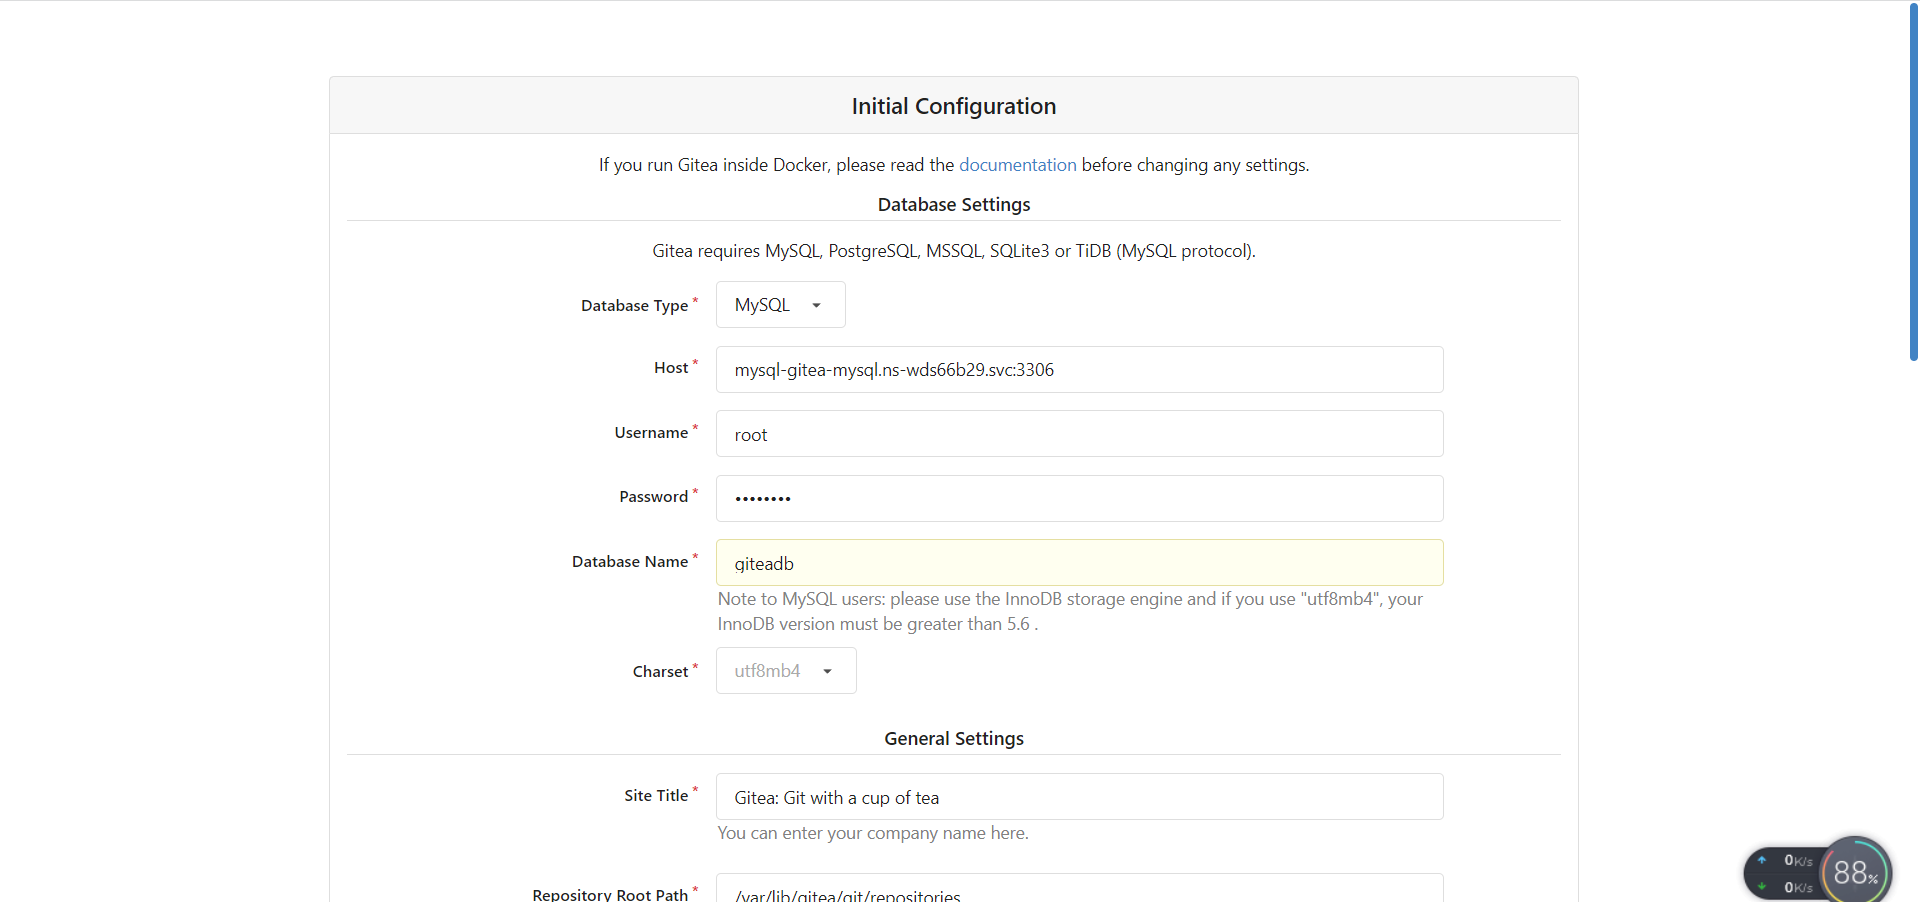 Initial Configuration
If you run Gitea inside Docker, please read the documentation before changing any settings.
Database Settings
Gitea requires MySQL, PostgreSQL, MSSQL, SQLite3 or TiDB (MySQL protocol).
Database Type * MySQL
Host * mysql-gitea-mysql.ns-wds66b29.svc:3306
Username * root
Password * ••••••••
Database Name * giteadb
Note to MySQL users: please use the InnoDB storage engine and if you use "utf8mb4", your
InnoDB version must be greater than 5.6 .
Charset * utf8mb4
General Settings
Site Title * Gitea: Git with a cup of tea
You can enter your company name here.
Repository Root Path * /var/lib/gitea/git/repositories
0K/s
0K/s
88%